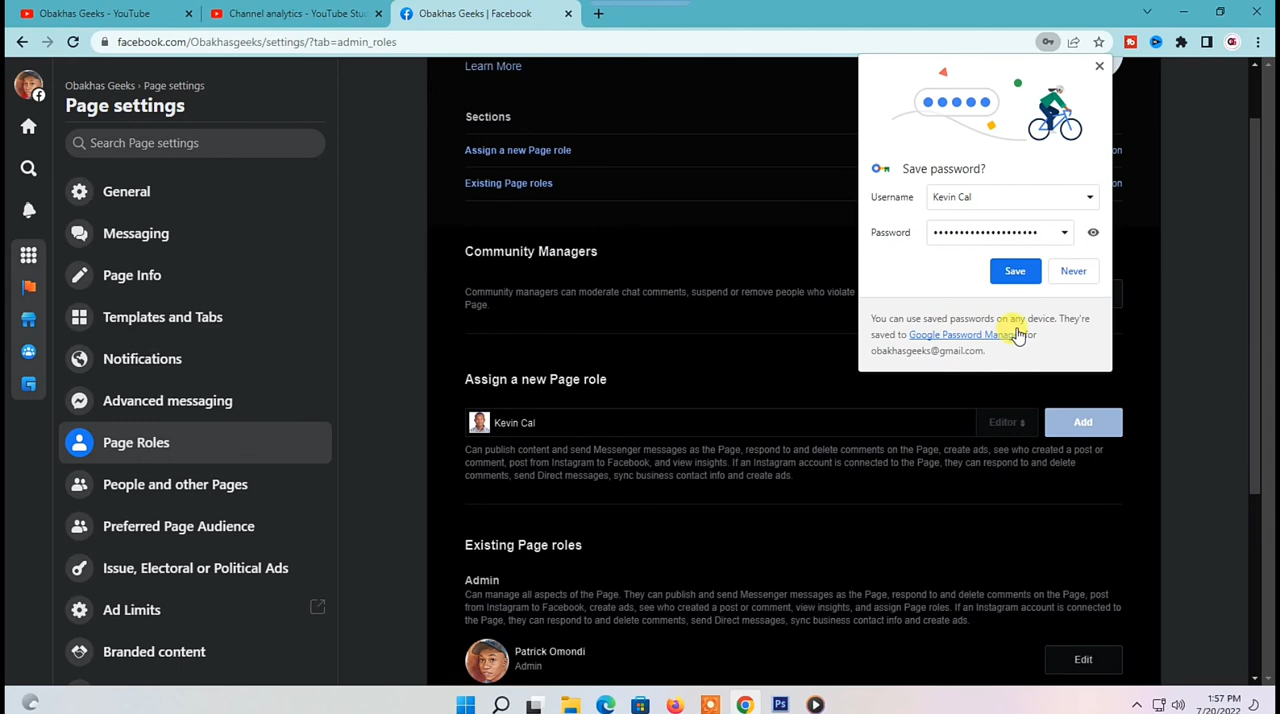 Obakhas Geeks - YouTube
Channel analytics - YouTube Stu
Obakhas Geeks | Facebook
facebook.com/Obakhasgeeks/settings/?tab=admin_roles
Obakhas Geeks › Page settings
Page settings
Search Page settings
General
Messaging
Page Info
Templates and Tabs
Notifications
Advanced messaging
Page Roles
People and other Pages
Preferred Page Audience
Issue, Electoral or Political Ads
Ad Limits
Branded content
Learn More
Sections
Assign a new Page role
on
Existing Page roles
on
Community Managers
Community managers can moderate chat comments, suspend or remove people who violate
Page.
Assign a new Page role
Kevin Cal
Editor
Add
Can publish content and send Messenger messages as the Page, respond to and delete comments on the Page, create ads, see who created a post or
comment, post from Instagram to Facebook, and view insights. If an Instagram account is connected to the Page, they can respond to and delete
comments, send Direct messages, sync business contact info and create ads.
Existing Page roles
Admin
Can manage all aspects of the Page. They can publish and send Messenger messages as the Page, respond to and delete comments on the Page, post
from Instagram to Facebook, create ads, see who created a post or comment, view insights, and assign Page roles. If an Instagram account is connected to
the Page, they can respond to and delete comments, send Direct messages, sync business contact info and create ads.
Patrick Omondi
Admin
Edit
Save password?
Username
Kevin Cal
Password
••••••••••••••••••••
Save
Never
You can use saved passwords on any device. They're
saved to Google Password Manager for
obakhasgeeks@gmail.com.
1:57 PM
7/20/2022